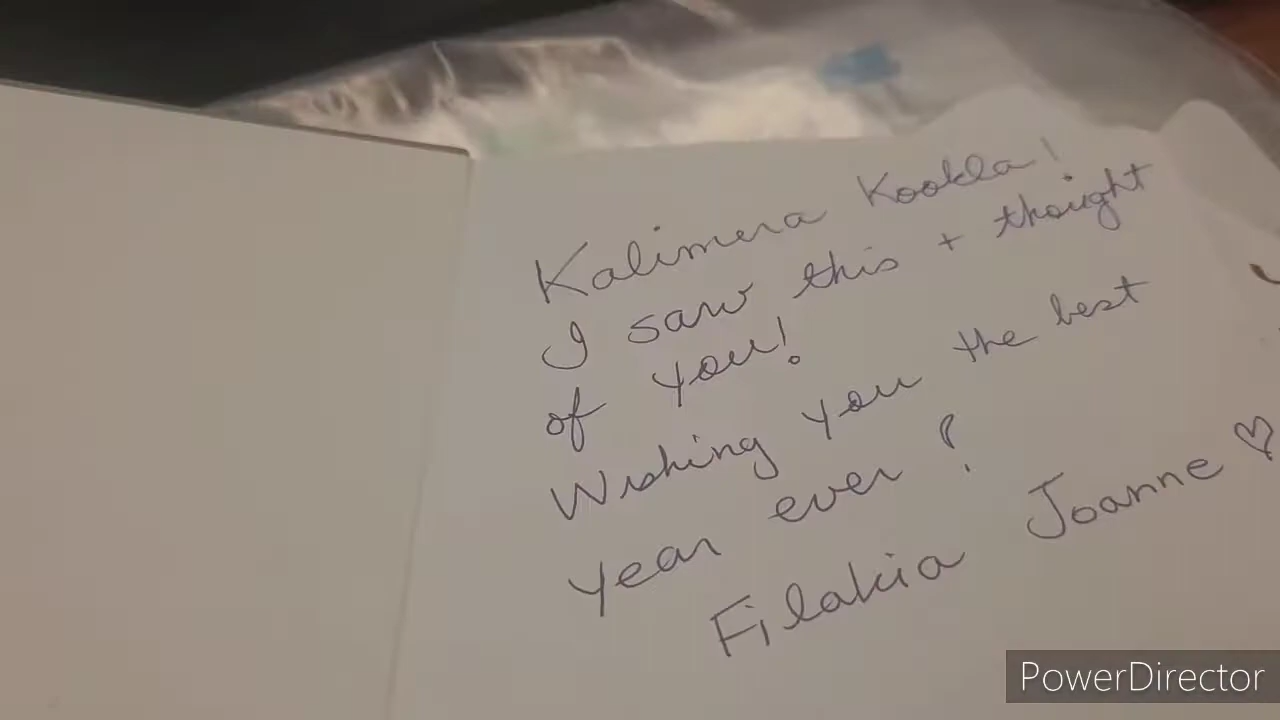 Kalimera Kookla!
I saw this + thought
of you!
Wishing you the best
year ever!
Filakia Joanne ♡
PowerDirector